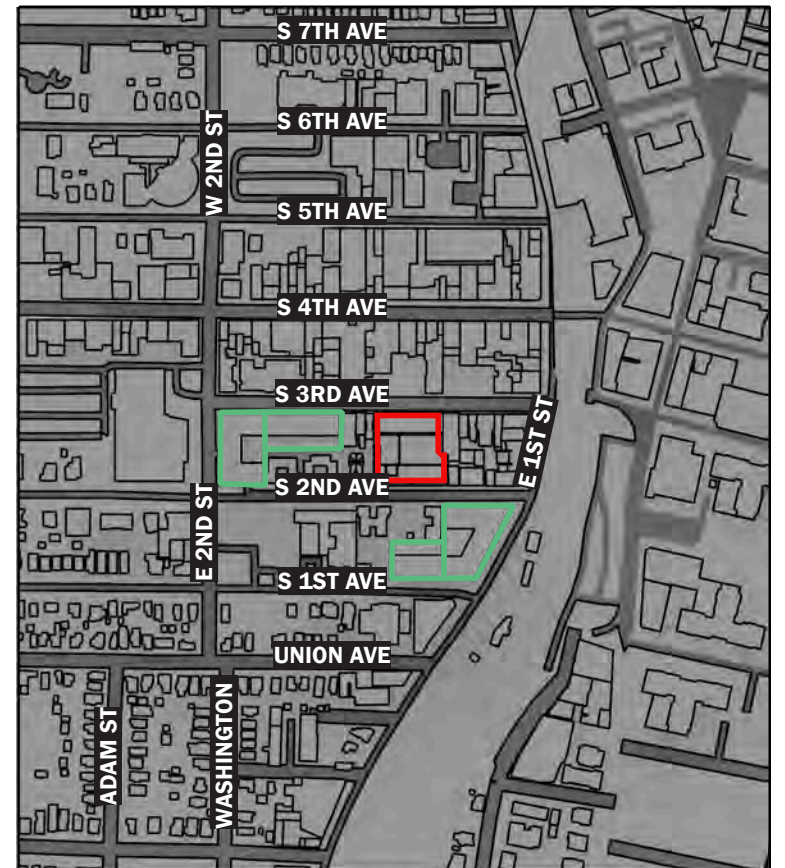 S 7TH AVE
S 6TH AVE
W 2ND ST
S 5TH AVE
S 4TH AVE
S 3RD AVE
E 1ST ST
S 2ND AVE
E 2ND ST
S 1ST AVE
UNION AVE
WASHINGTON
ADAM ST